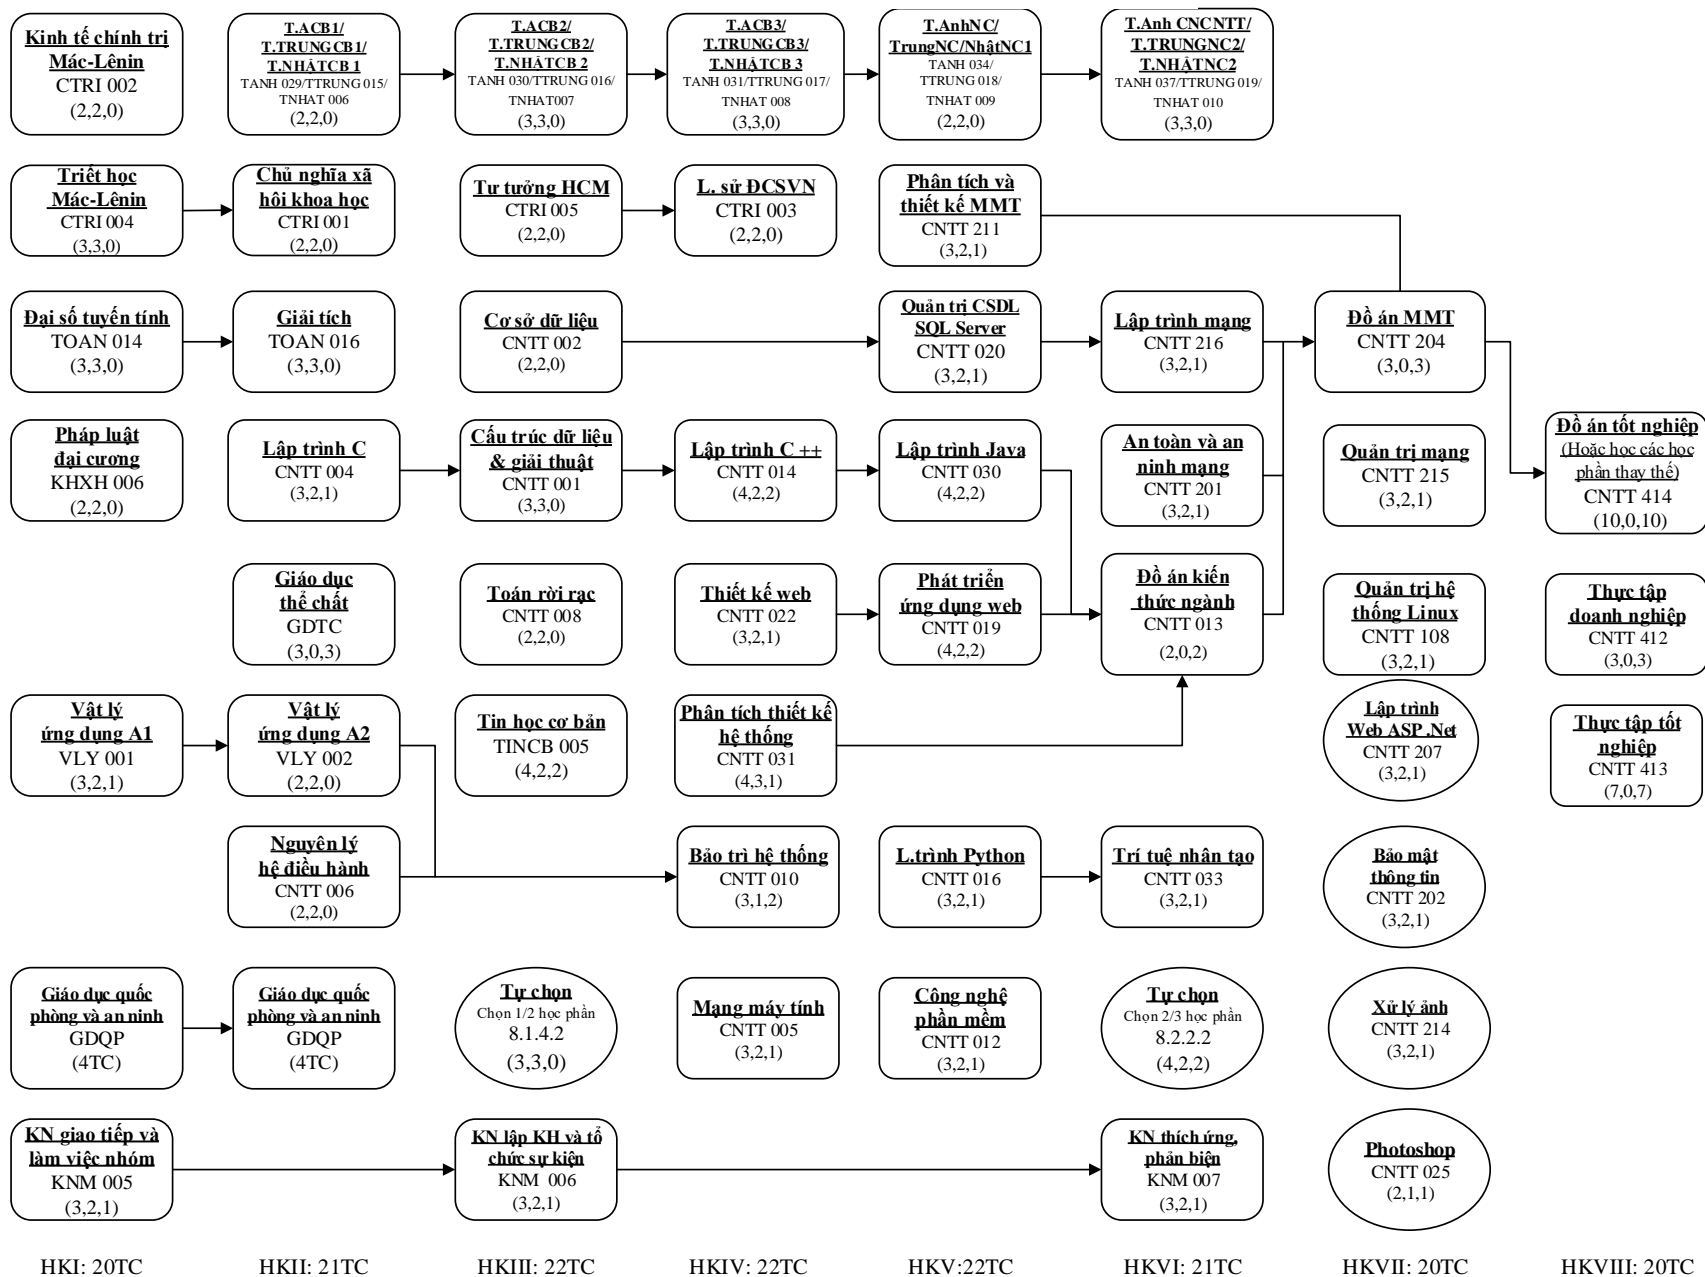 Kinh tế chính trị
Mác-Lênin
CTRI 002
(2,2,0)
T.ACB1/
T.TRUNGCB1/
T.NHẬTCB 1
TANH 029/TTRUNG 015/
TNHAT 006
(2,2,0)
T.ACB2/
T.TRUNGCB2/
T.NHẬTCB 2
TANH 030/TTRUNG 016/
TNHAT007
(3,3,0)
T.ACB3/
T.TRUNGCB3/
T.NHẬTCB 3
TANH 031/TTRUNG 017/
TNHAT 008
(3,3,0)
T.AnhNC/
TrungNC/NhậtNC1
TANH 034/
TTRUNG 018/
TNHAT 009
(2,2,0)
T.Anh CNCNTT/
T.TRUNGNC2/
T.NHẬTNC2
TANH 037/TTRUNG 019/
TNHAT 010
(3,3,0)
Triết học
Mác-Lênin
CTRI 004
(3,3,0)
Chủ nghĩa xã
hôi khoa học
CTRI 001
(2,2,0)
Tư tưởng HCM
CTRI 005
(2,2,0)
L. sử ĐCSVN
CTRI 003
(2,2,0)
Phân tích và
thiết kế MMT
CNTT 211
(3,2,1)
Đại số tuyến tính
TOAN 014
(3,3,0)
Giải tích
TOAN 016
(3,3,0)
Cơ sở dữ liệu
CNTT 002
(2,2,0)
Quản trị CSDL
SQL Server
CNTT 020
(3,2,1)
Lập trình mạng
CNTT 216
(3,2,1)
Đồ án MMT
CNTT 204
(3,0,3)
Pháp luật
đại cương
KHXH 006
(2,2,0)
Lập trình C
CNTT 004
(3,2,1)
Cấu trúc dữ liệu
& giải thuật
CNTT 001
(3,3,0)
Lập trình C ++
CNTT 014
(4,2,2)
Lập trình Java
CNTT 030
(4,2,2)
An toàn và an
ninh mạng
CNTT 201
(3,2,1)
Quản trị mạng
CNTT 215
(3,2,1)
Đồ án tốt nghiệp
(Hoặc học các học
phần thay thế)
CNTT 414
(10,0,10)
Giáo dục
thể chất
GDTC
(3,0,3)
Toán rời rạc
CNTT 008
(2,2,0)
Thiết kế web
CNTT 022
(3,2,1)
Phát triển
ứng dụng web
CNTT 019
(4,2,2)
Đồ án kiến
thức ngành
CNTT 013
(2,0,2)
Quản trị hệ
thống Linux
CNTT 108
(3,2,1)
Thực tập
doanh nghiệp
CNTT 412
(3,0,3)
Vật lý
ứng dụng A1
VLY 001
(3,2,1)
Vật lý
ứng dụng A2
VLY 002
(2,2,0)
Tin học cơ bản
TINCB 005
(4,2,2)
Phân tích thiết kế
hệ thống
CNTT 031
(4,3,1)
Lập trình
Web ASP .Net
CNTT 207
(3,2,1)
Thực tập tốt
nghiệp
CNTT 413
(7,0,7)
Nguyên lý
hệ điều hành
CNTT 006
(2,2,0)
Bảo trì hệ thống
CNTT 010
(3,1,2)
L.trình Python
CNTT 016
(3,2,1)
Trí tuệ nhân tạo
CNTT 033
(3,2,1)
Bảo mật
thông tin
CNTT 202
(3,2,1)
Giáo dục quốc
phòng và an ninh
GDQP
(4TC)
Giáo dục quốc
phòng và an ninh
GDQP
(4TC)
Tự chọn
Chọn 1/2 học phần
8.1.4.2
(3,3,0)
Mạng máy tính
CNTT 005
(3,2,1)
Công nghệ
phần mềm
CNTT 012
(3,2,1)
Tự chọn
Chọn 2/3 học phần
8.2.2.2
(4,2,2)
Xử lý ảnh
CNTT 214
(3,2,1)
KN giao tiếp và
làm việc nhóm
KNM 005
(3,2,1)
KN lập KH và tổ
chức sự kiện
KNM 006
(3,2,1)
KN thích ứng,
phản biện
KNM 007
(3,2,1)
Photoshop
CNTT 025
(2,1,1)
HKI: 20TC
HKII: 21TC
HKIII: 22TC
HKIV: 22TC
HKV:22TC
HKVI: 21TC
HKVII: 20TC
HKVIII: 20TC